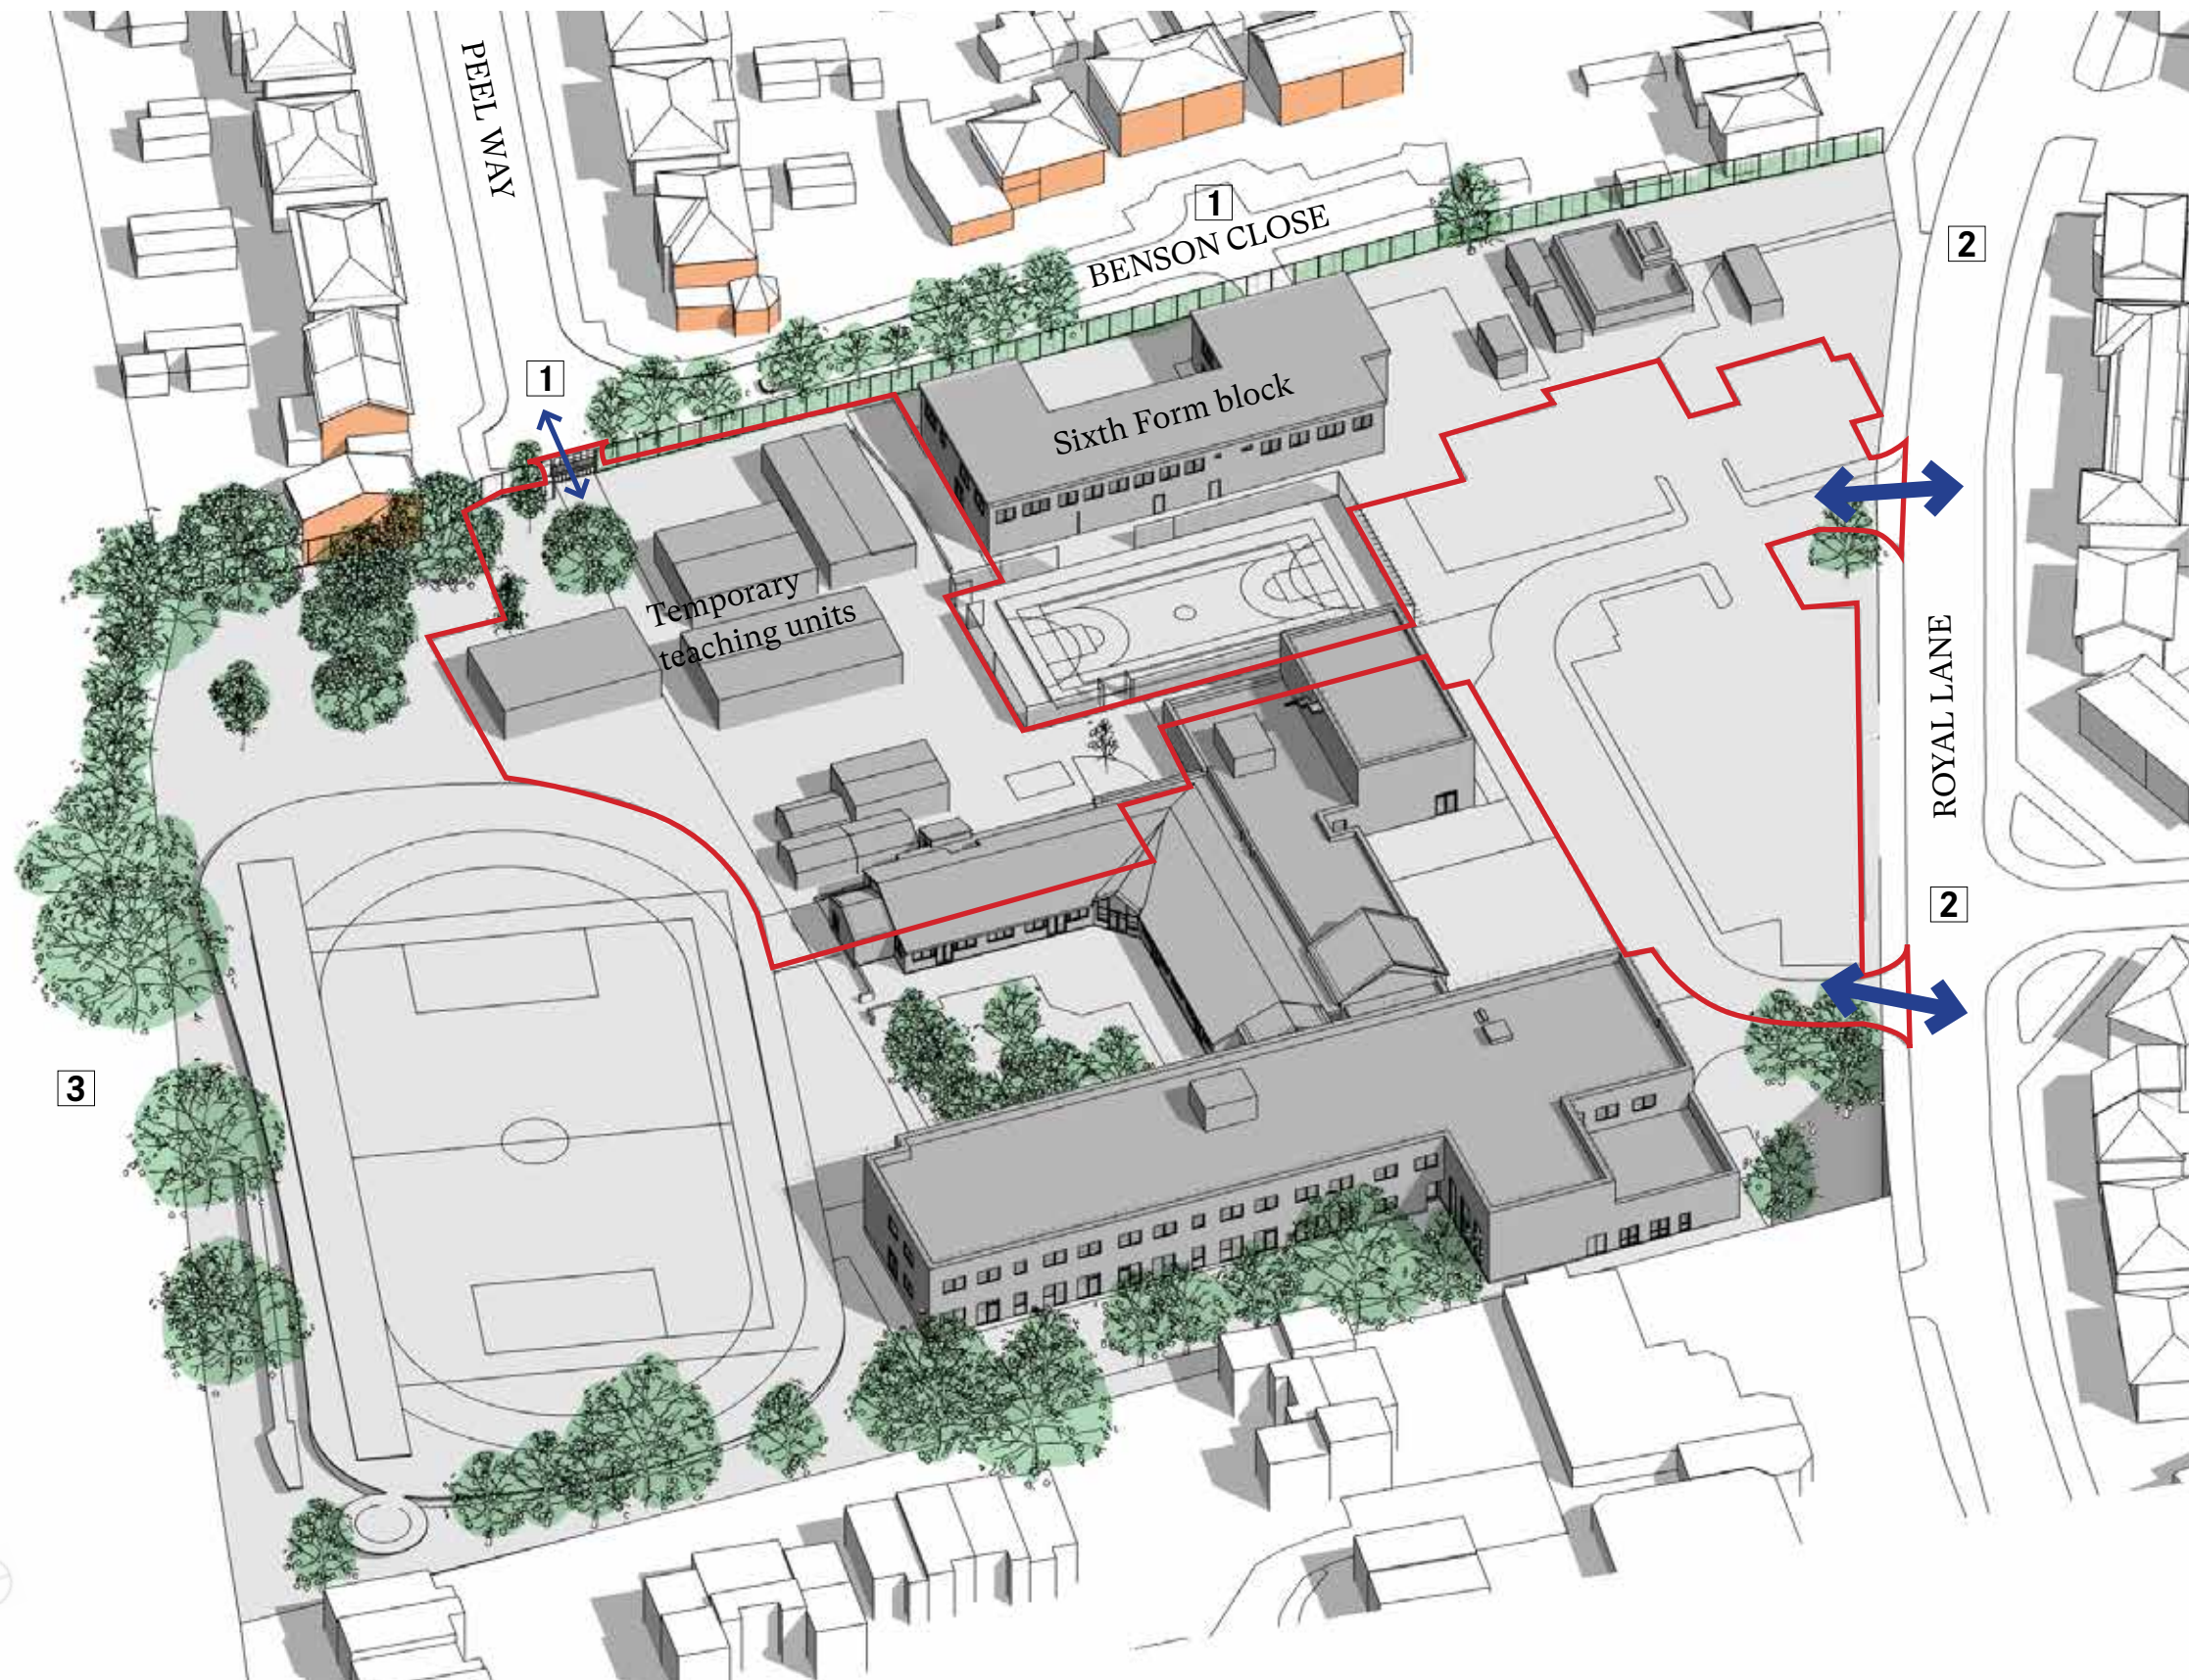 PEEL WAY
1
BENSON CLOSE
2
1
Sixth Form block
Temporary
teaching units
ROYAL LANE
2
3